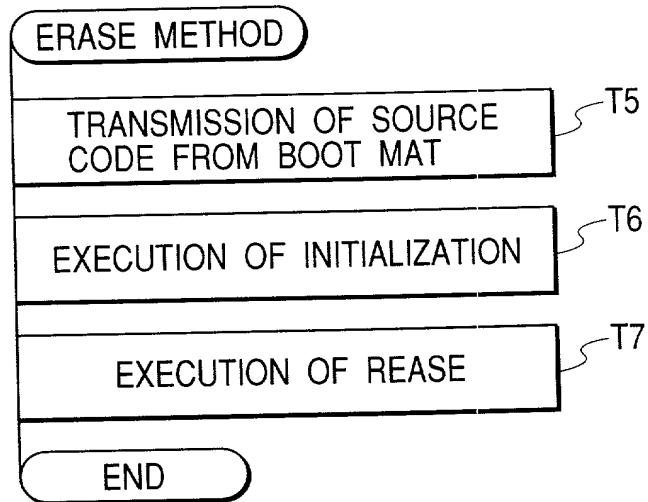 ERASE METHOD
TRANSMISSION OF SOURCE
CODE FROM BOOT MAT
T5
EXECUTION OF INITIALIZATION
T6
EXECUTION OF REASE
T7
END